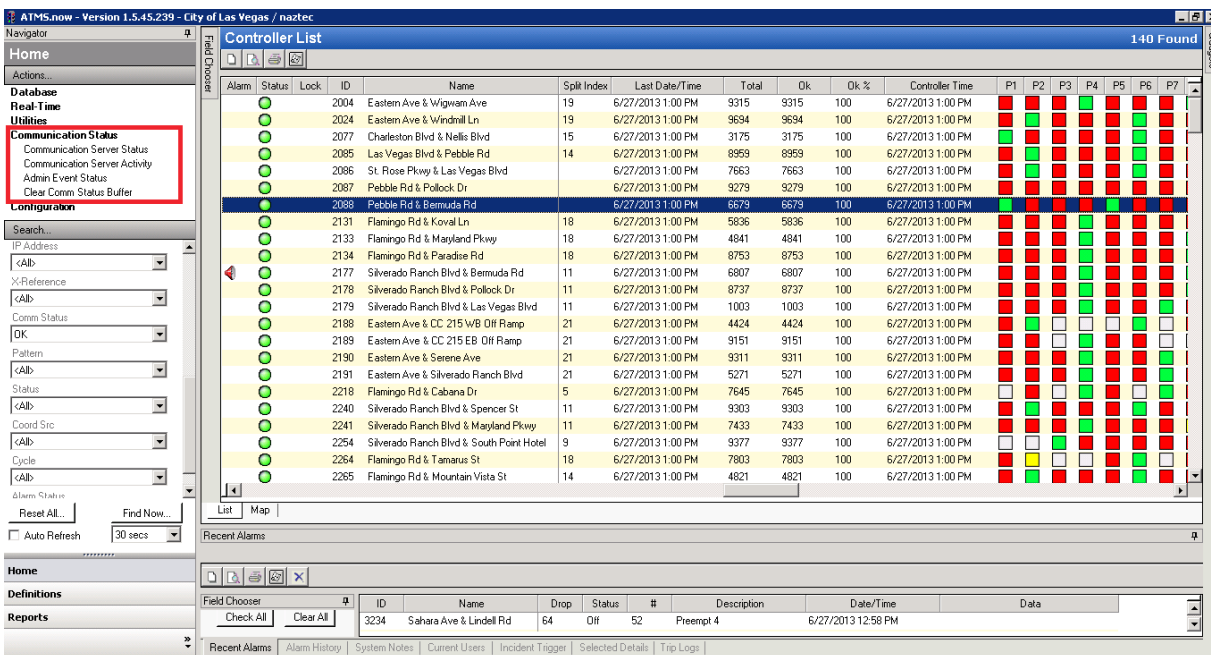 ATMS.now - Version 1.5.45.239 - City of Las Vegas / naztec
Navigator
Home
Actions...
Database
Real-Time
Utilities
Communication Status
Communication Server Status
Communication Server Activity
Admin Event Status
Clear Comm Status Buffer
Configuration
Search...
IP Address
<All>
X-Reference
<All>
Comm Status
OK
Pattern
<All>
Status
<All>
Coord Src
<All>
Cycle
<All>
Alarm Status
Reset All... Find Now...
Auto Refresh 30 secs
Home
Definitions
Reports
Field Chooser
Controller List 140 Found
Alarm Status Lock ID Name Split Index Last Date/Time Total Ok Ok % Controller Time P1 P2 P3 P4 P5 P6 P7
2004 Eastern Ave & Wigwam Ave 19 6/27/2013 1:00 PM 9315 9315 100 6/27/2013 1:00 PM
2024 Eastern Ave & Windmill Ln 19 6/27/2013 1:00 PM 9694 9694 100 6/27/2013 1:00 PM
2077 Charleston Blvd & Nellis Blvd 15 6/27/2013 1:00 PM 3175 3175 100 6/27/2013 1:00 PM
2085 Las Vegas Blvd & Pebble Rd 14 6/27/2013 1:00 PM 8959 8959 100 6/27/2013 1:00 PM
2086 St. Rose Pkwy & Las Vegas Blvd 6/27/2013 1:00 PM 7663 7663 100 6/27/2013 1:00 PM
2087 Pebble Rd & Pollock Dr 6/27/2013 1:00 PM 9279 9279 100 6/27/2013 1:00 PM
2088 Pebble Rd & Bermuda Rd 6/27/2013 1:00 PM 6679 6679 100 6/27/2013 1:00 PM
2131 Flamingo Rd & Koval Ln 18 6/27/2013 1:00 PM 5836 5836 100 6/27/2013 1:00 PM
2133 Flamingo Rd & Maryland Pkwy 18 6/27/2013 1:00 PM 4841 4841 100 6/27/2013 1:00 PM
2134 Flamingo Rd & Paradise Rd 18 6/27/2013 1:00 PM 8753 8753 100 6/27/2013 1:00 PM
2177 Silverado Ranch Blvd & Bermuda Rd 11 6/27/2013 1:00 PM 6807 6807 100 6/27/2013 1:00 PM
2178 Silverado Ranch Blvd & Pollock Dr 11 6/27/2013 1:00 PM 8737 8737 100 6/27/2013 1:00 PM
2179 Silverado Ranch Blvd & Las Vegas Blvd 11 6/27/2013 1:00 PM 1003 1003 100 6/27/2013 1:00 PM
2188 Eastern Ave & CC 215 WB Off Ramp 21 6/27/2013 1:00 PM 4424 4424 100 6/27/2013 1:00 PM
2189 Eastern Ave & CC 215 EB Off Ramp 21 6/27/2013 1:00 PM 9151 9151 100 6/27/2013 1:00 PM
2190 Eastern Ave & Serene Ave 21 6/27/2013 1:00 PM 9311 9311 100 6/27/2013 1:00 PM
2191 Eastern Ave & Silverado Ranch Blvd 21 6/27/2013 1:00 PM 5271 5271 100 6/27/2013 1:00 PM
2218 Flamingo Rd & Cabana Dr 5 6/27/2013 1:00 PM 7645 7645 100 6/27/2013 1:00 PM
2240 Silverado Ranch Blvd & Spencer St 11 6/27/2013 1:00 PM 9303 9303 100 6/27/2013 1:00 PM
2241 Silverado Ranch Blvd & Maryland Pkwy 11 6/27/2013 1:00 PM 7433 7433 100 6/27/2013 1:00 PM
2254 Silverado Ranch Blvd & South Point Hotel 9 6/27/2013 1:00 PM 9377 9377 100 6/27/2013 1:00 PM
2264 Flamingo Rd & Tamarus St 18 6/27/2013 1:00 PM 7803 7803 100 6/27/2013 1:00 PM
2265 Flamingo Rd & Mountain Vista St 14 6/27/2013 1:00 PM 4821 4821 100 6/27/2013 1:00 PM
List Map
Recent Alarms
Field Chooser
Check All Clear All
ID Name Drop Status # Description Date/Time Data
3234 Sahara Ave & Lindell Rd 64 Off 52 Preempt 4 6/27/2013 12:58 PM
Recent Alarms Alarm History System Notes Current Users Incident Trigger Selected Details Trip Logs